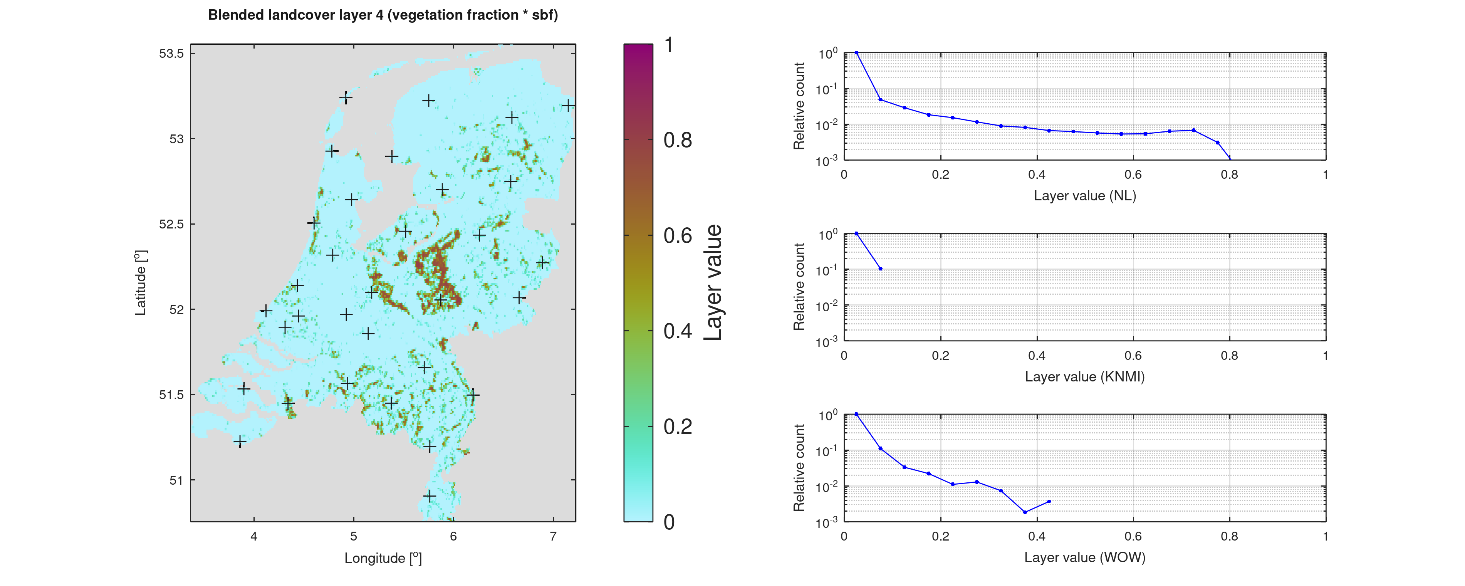 Blended landcover layer 4 (vegetation fraction * sbf)
53.5
53
52.5
52
51.5
51
Latitude [°]
4
5
6
7
Longitude [°]
1
0.8
0.6
0.4
0.2
0
Layer value
10^0
10^-1
10^-2
10^-3
Relative count
0 0.2 0.4 0.6 0.8 1
Layer value (NL)
10^0
10^-1
10^-2
10^-3
Relative count
0 0.2 0.4 0.6 0.8 1
Layer value (KNMI)
10^0
10^-1
10^-2
10^-3
Relative count
0 0.2 0.4 0.6 0.8 1
Layer value (WOW)